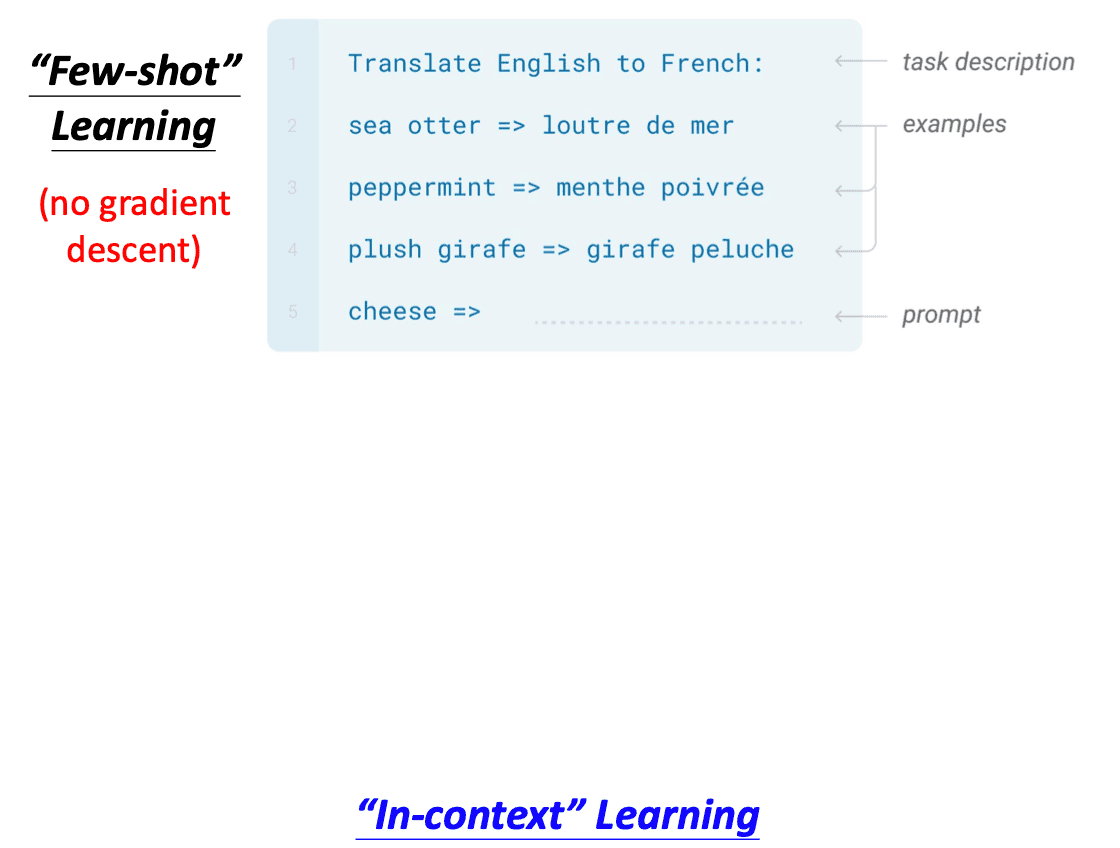 “Few-shot”
Learning
(no gradient
descent)
1 Translate English to French: task description
2 sea otter => loutre de mer examples
3 peppermint => menthe poivrée
4 plush girafe => girafe peluche
5 cheese => prompt
“In-context” Learning